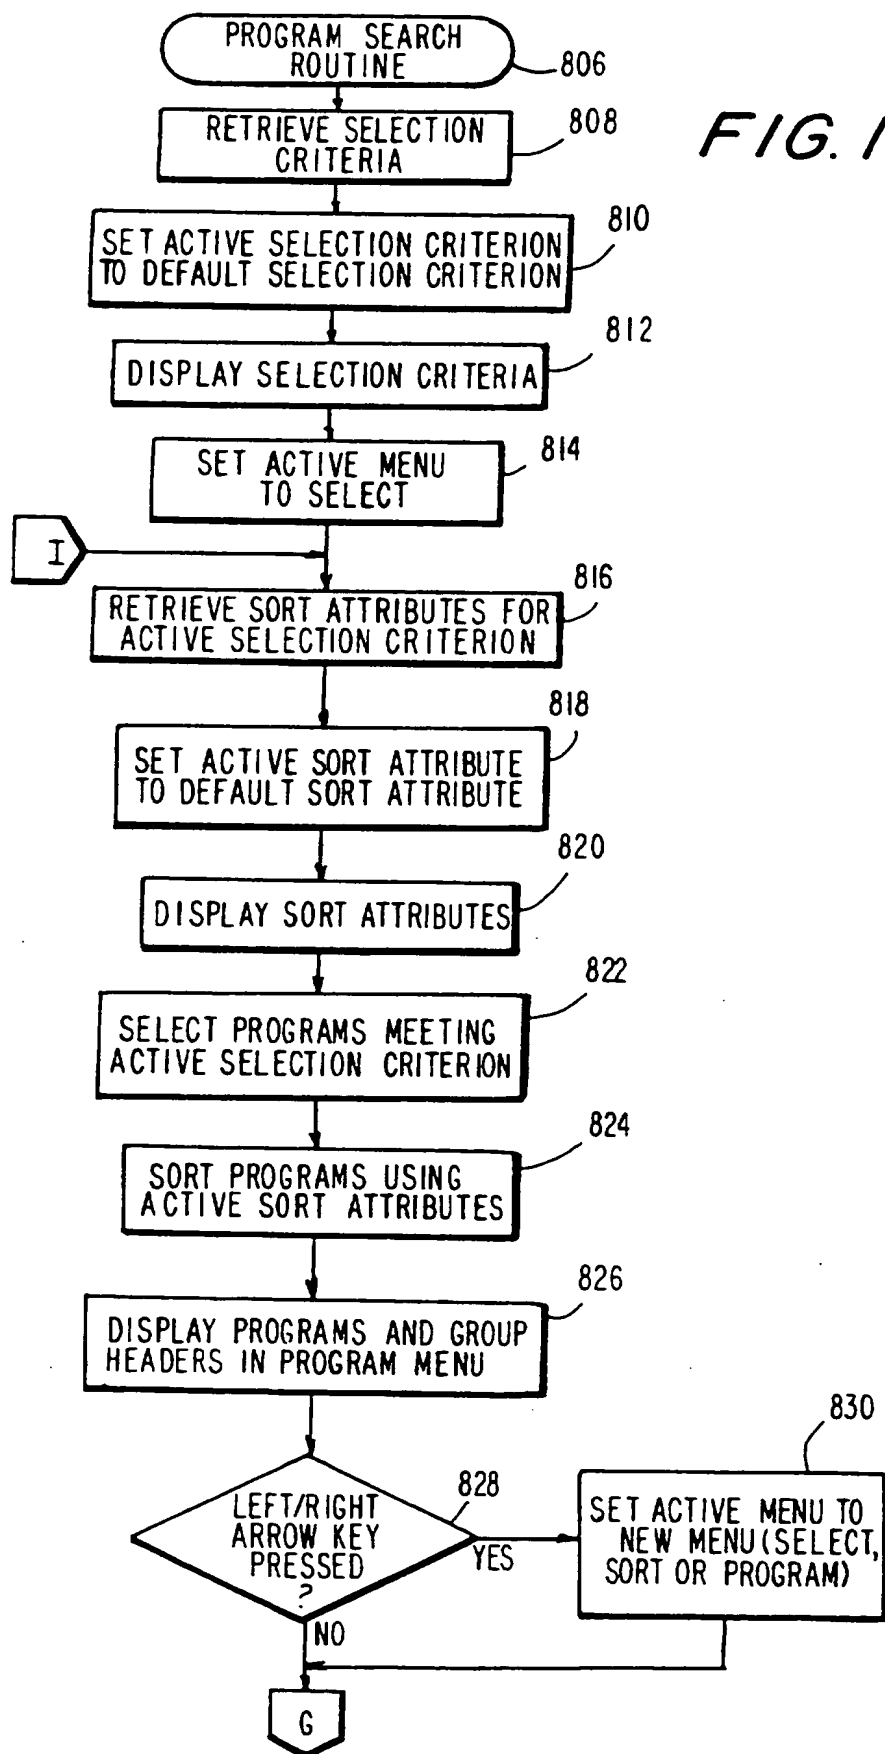 PROGRAM SEARCH
ROUTINE
806
FIG. 1
RETRIEVE SELECTION
CRITERIA
808
SET ACTIVE SELECTION CRITERION
TO DEFAULT SELECTION CRITERION
810
DISPLAY SELECTION CRITERIA
812
SET ACTIVE MENU
TO SELECT
814
I
RETRIEVE SORT ATTRIBUTES FOR
ACTIVE SELECTION CRITERION
816
SET ACTIVE SORT ATTRIBUTE
TO DEFAULT SORT ATTRIBUTE
818
DISPLAY SORT ATTRIBUTES
820
SELECT PROGRAMS MEETING
ACTIVE SELECTION CRITERION
822
SORT PROGRAMS USING
ACTIVE SORT ATTRIBUTES
824
DISPLAY PROGRAMS AND GROUP
HEADERS IN PROGRAM MENU
826
LEFT/RIGHT
ARROW KEY
PRESSED
?
828
YES
NO
SET ACTIVE MENU TO
NEW MENU (SELECT,
SORT OR PROGRAM)
830
G